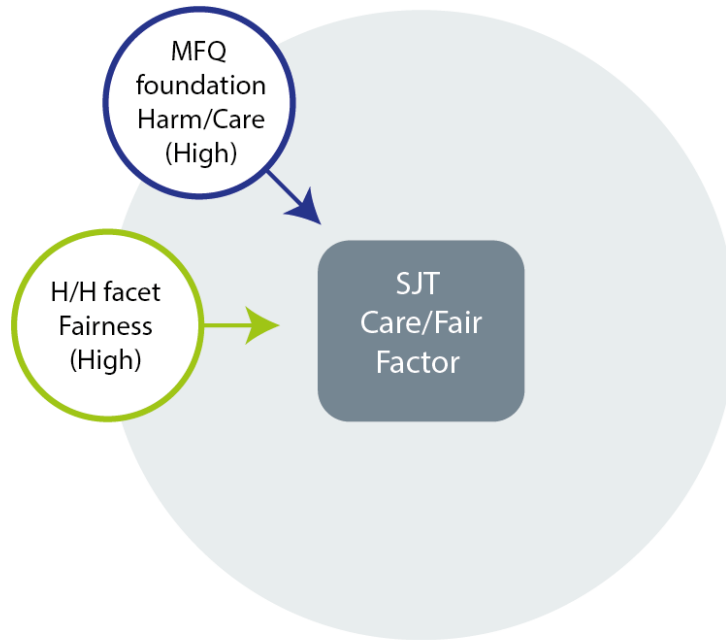 MFQ
foundation
Harm/Care
(High)
H/H facet
Fairness
(High)
SJT
Care/Fair
Factor